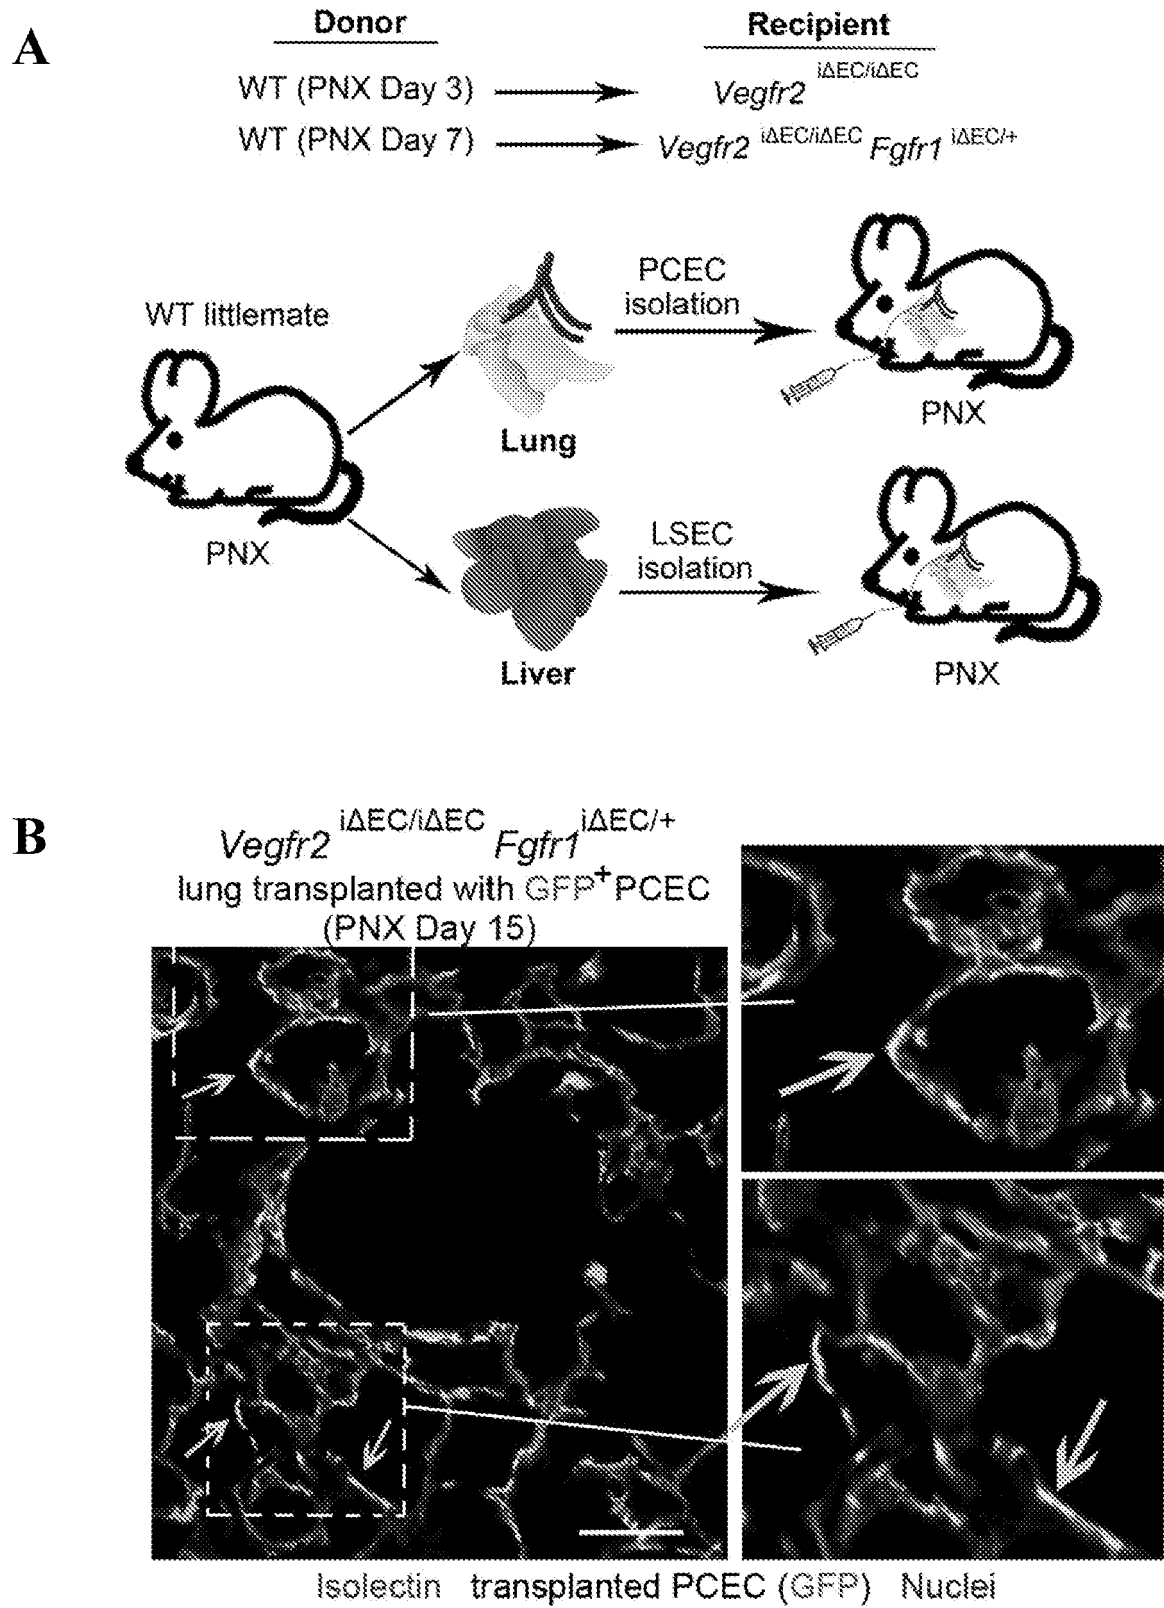 A
Donor Recipient
WT (PNX Day 3) Vegfr2 iΔEC/iΔEC
WT (PNX Day 7) Vegfr2 iΔEC/iΔEC Fgfr1 iΔEC/+
WT littlemate
PNX
Lung
PCEC
isolation
PNX
Liver
LSEC
isolation
PNX
B
Vegfr2 iΔEC/iΔEC Fgfr1 iΔEC/+
lung transplanted with GFP+PCEC
(PNX Day 15)
Isolectin transplanted PCEC (GFP) Nuclei